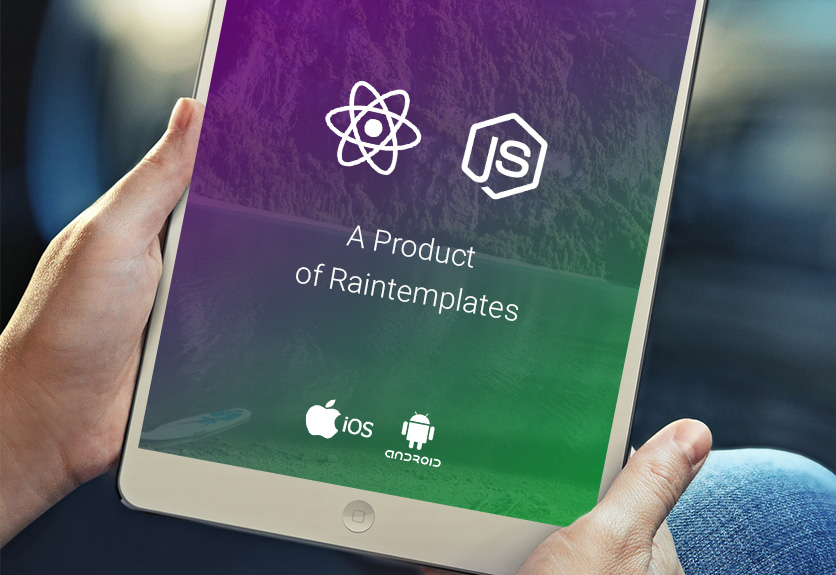 JS
A Product
of Raintemplates
iOS
ANDROID